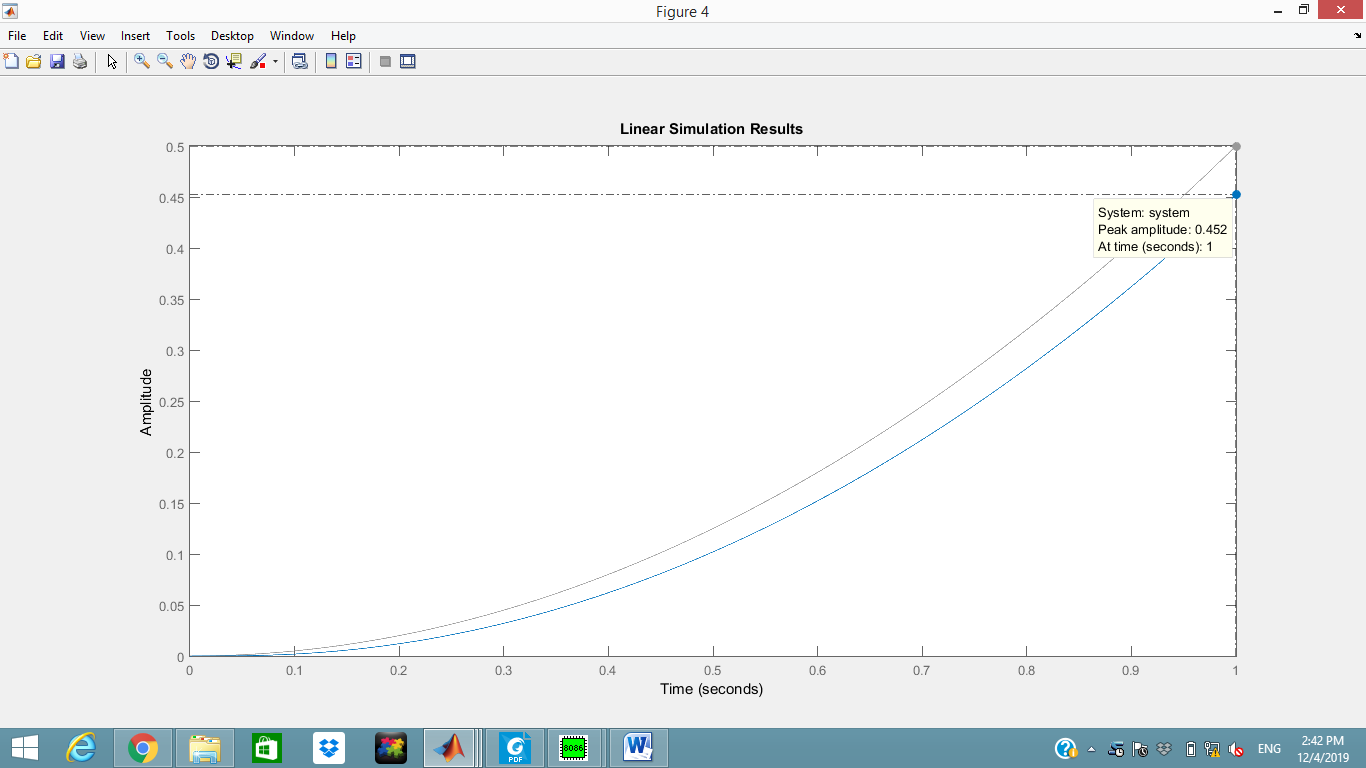 Figure 4
File Edit View Insert Tools Desktop Window Help
Linear Simulation Results
0.5
0.45
0.4
0.35
0.3
0.25
0.2
0.15
0.1
0.05
0
Amplitude
System: system
Peak amplitude: 0.452
At time (seconds): 1
0 0.1 0.2 0.3 0.4 0.5 0.6 0.7 0.8 0.9 1
Time (seconds)
PDF
8086
ENG
2:42 PM
12/4/2019